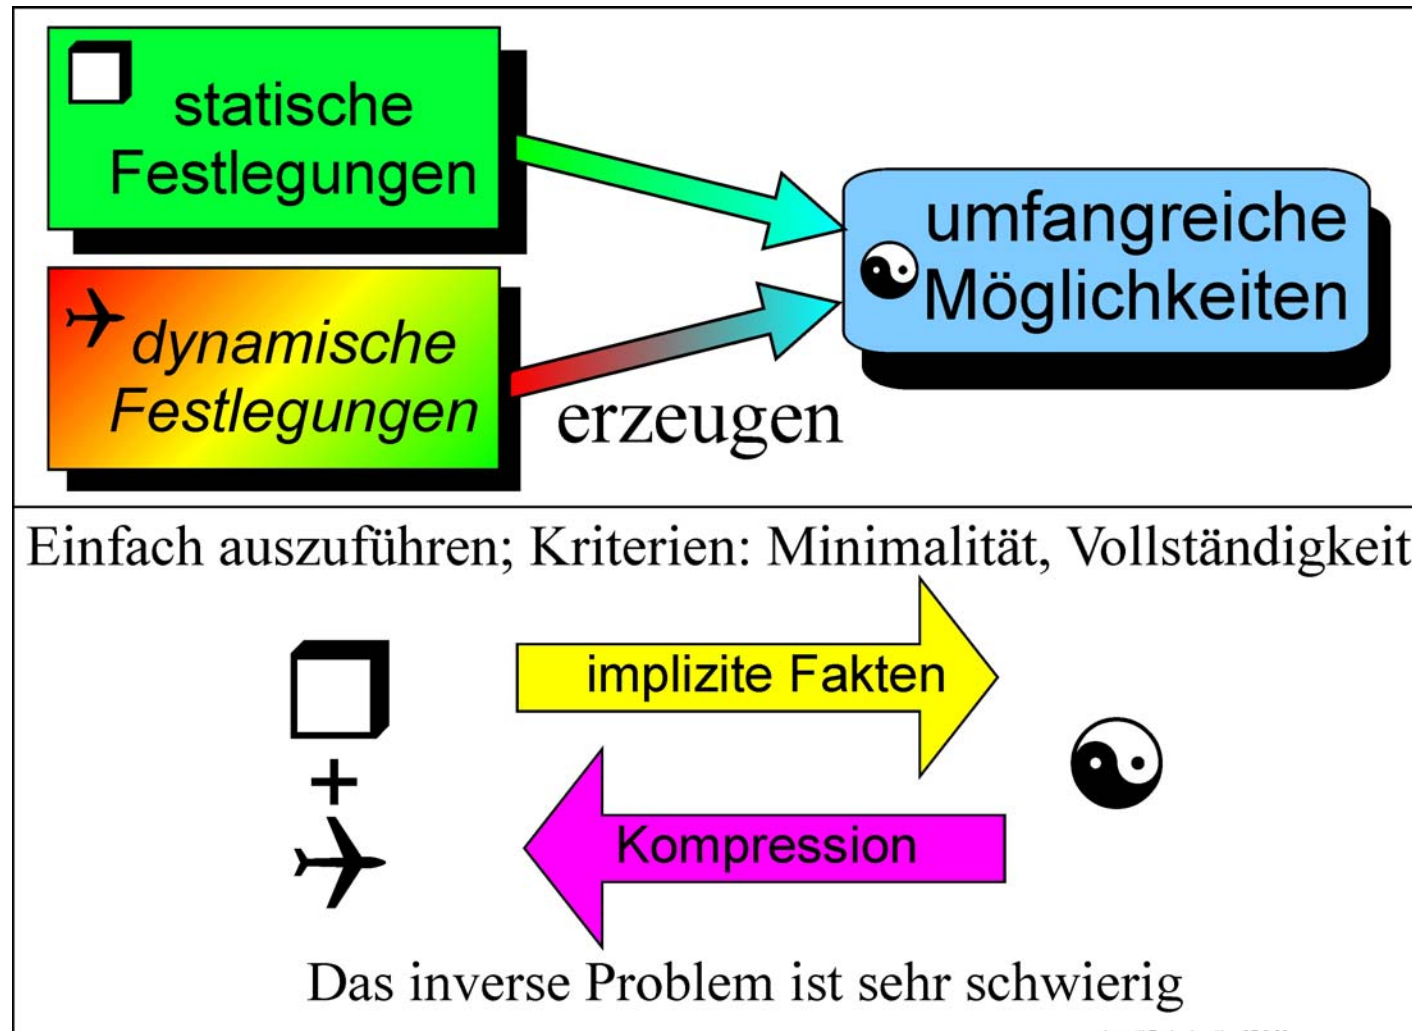 statische
Festlegungen
dynamische
Festlegungen
erzeugen
umfangreiche
Möglichkeiten
Einfach auszuführen; Kriterien: Minimalität, Vollständigkeit
implizite Fakten
+
Kompression
Das inverse Problem ist sehr schwierig